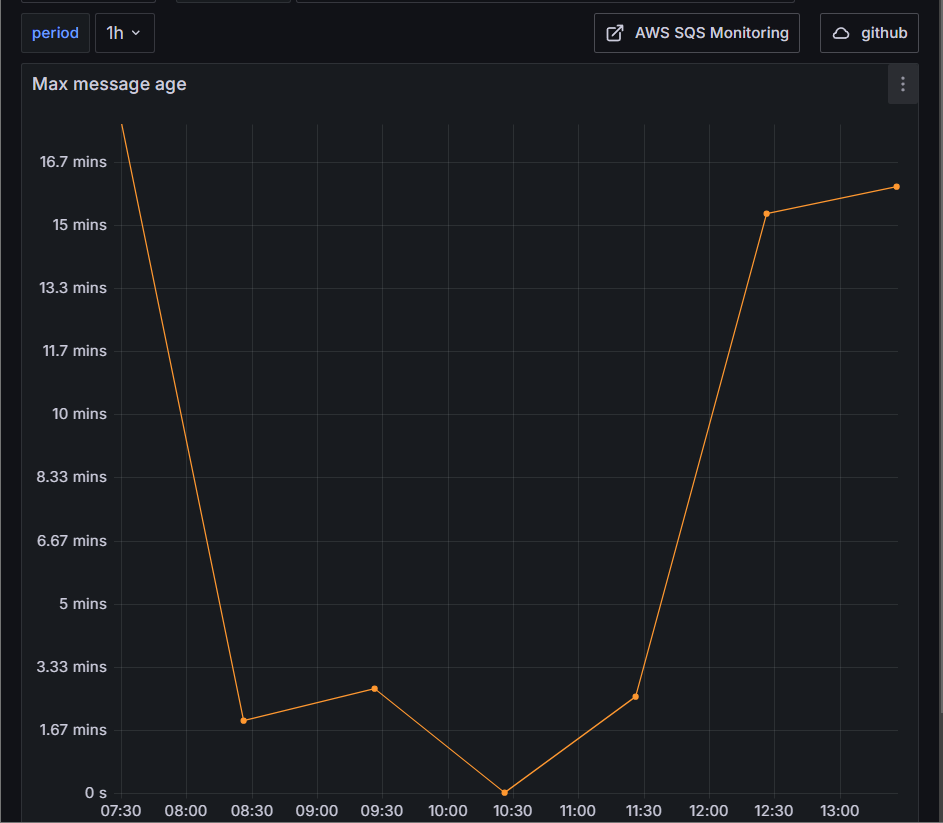 period
1h
AWS SQS Monitoring
github
Max message age
16.7 mins
15 mins
13.3 mins
11.7 mins
10 mins
8.33 mins
6.67 mins
5 mins
3.33 mins
1.67 mins
0 s
07:30 08:00 08:30 09:00 09:30 10:00 10:30 11:00 11:30 12:00 12:30 13:00